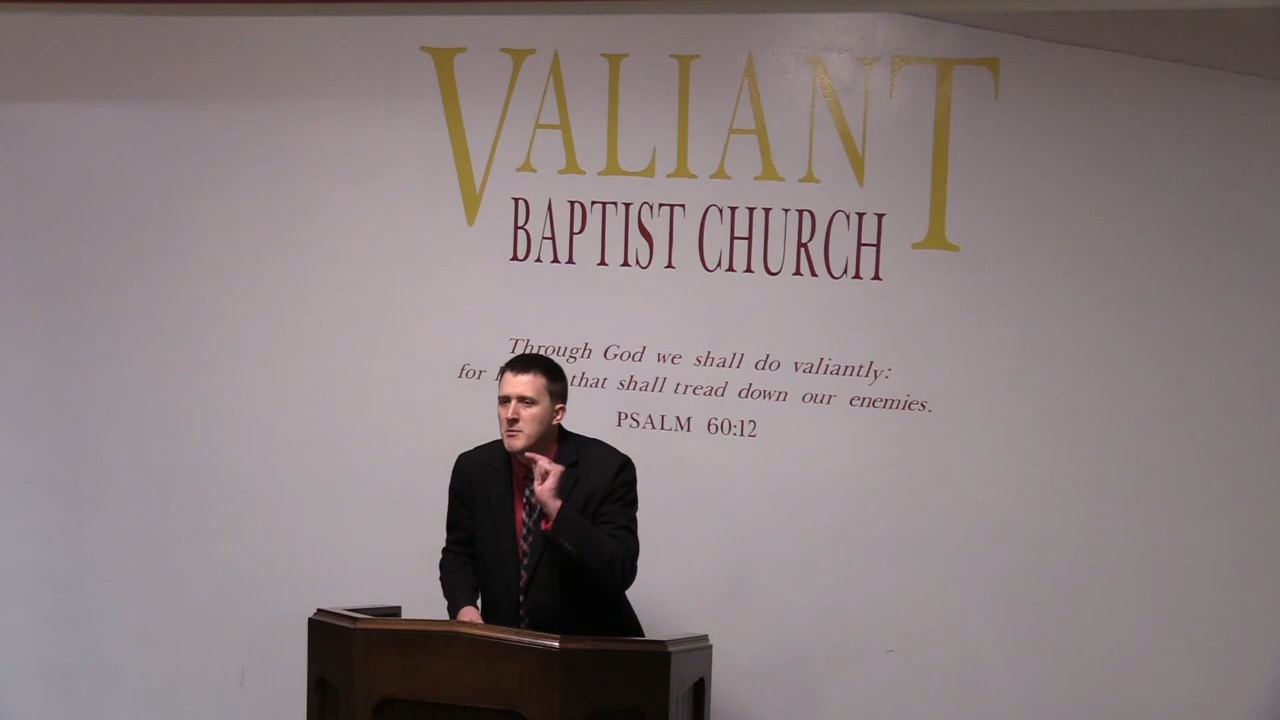 VALIANT
BAPTIST CHURCH
Through God we shall do valiantly:
for that shall tread down our enemies.
PSALM 60:12